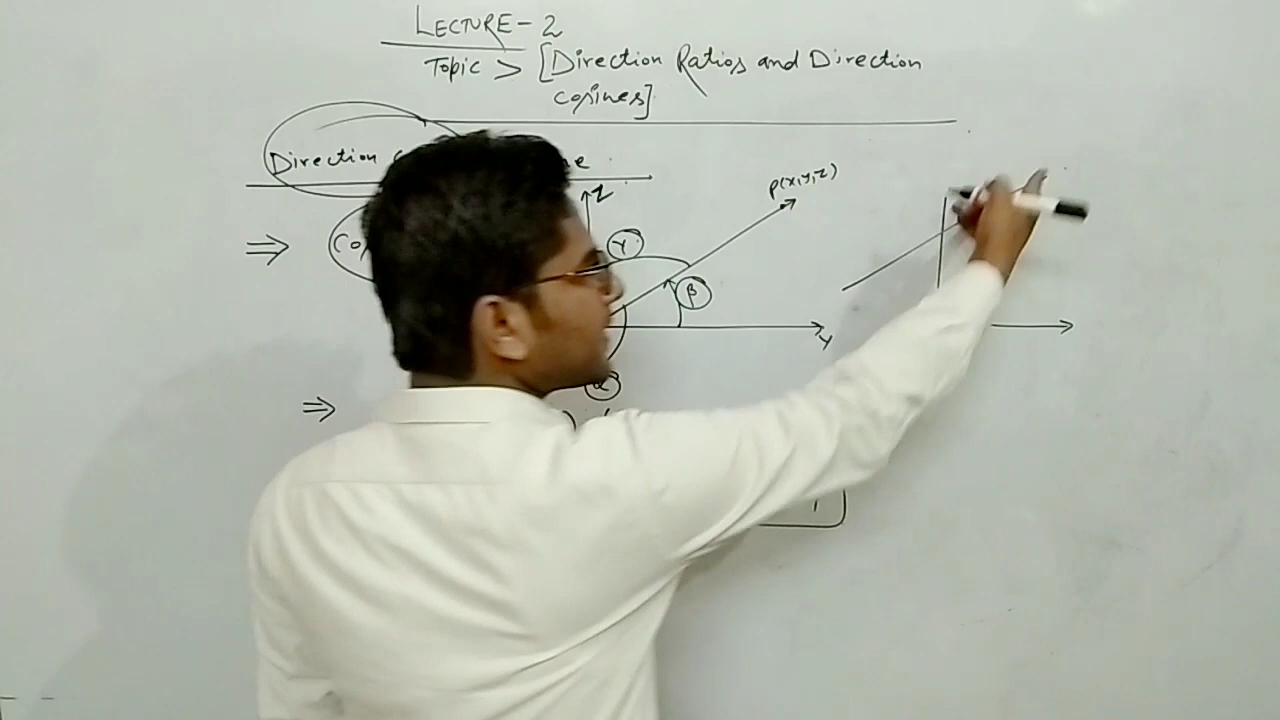 LECTURE-2
Topic > [Direction Ratios and Direction
cosines]
Direction
Z
P(x,y,z)
γ
β
y
α